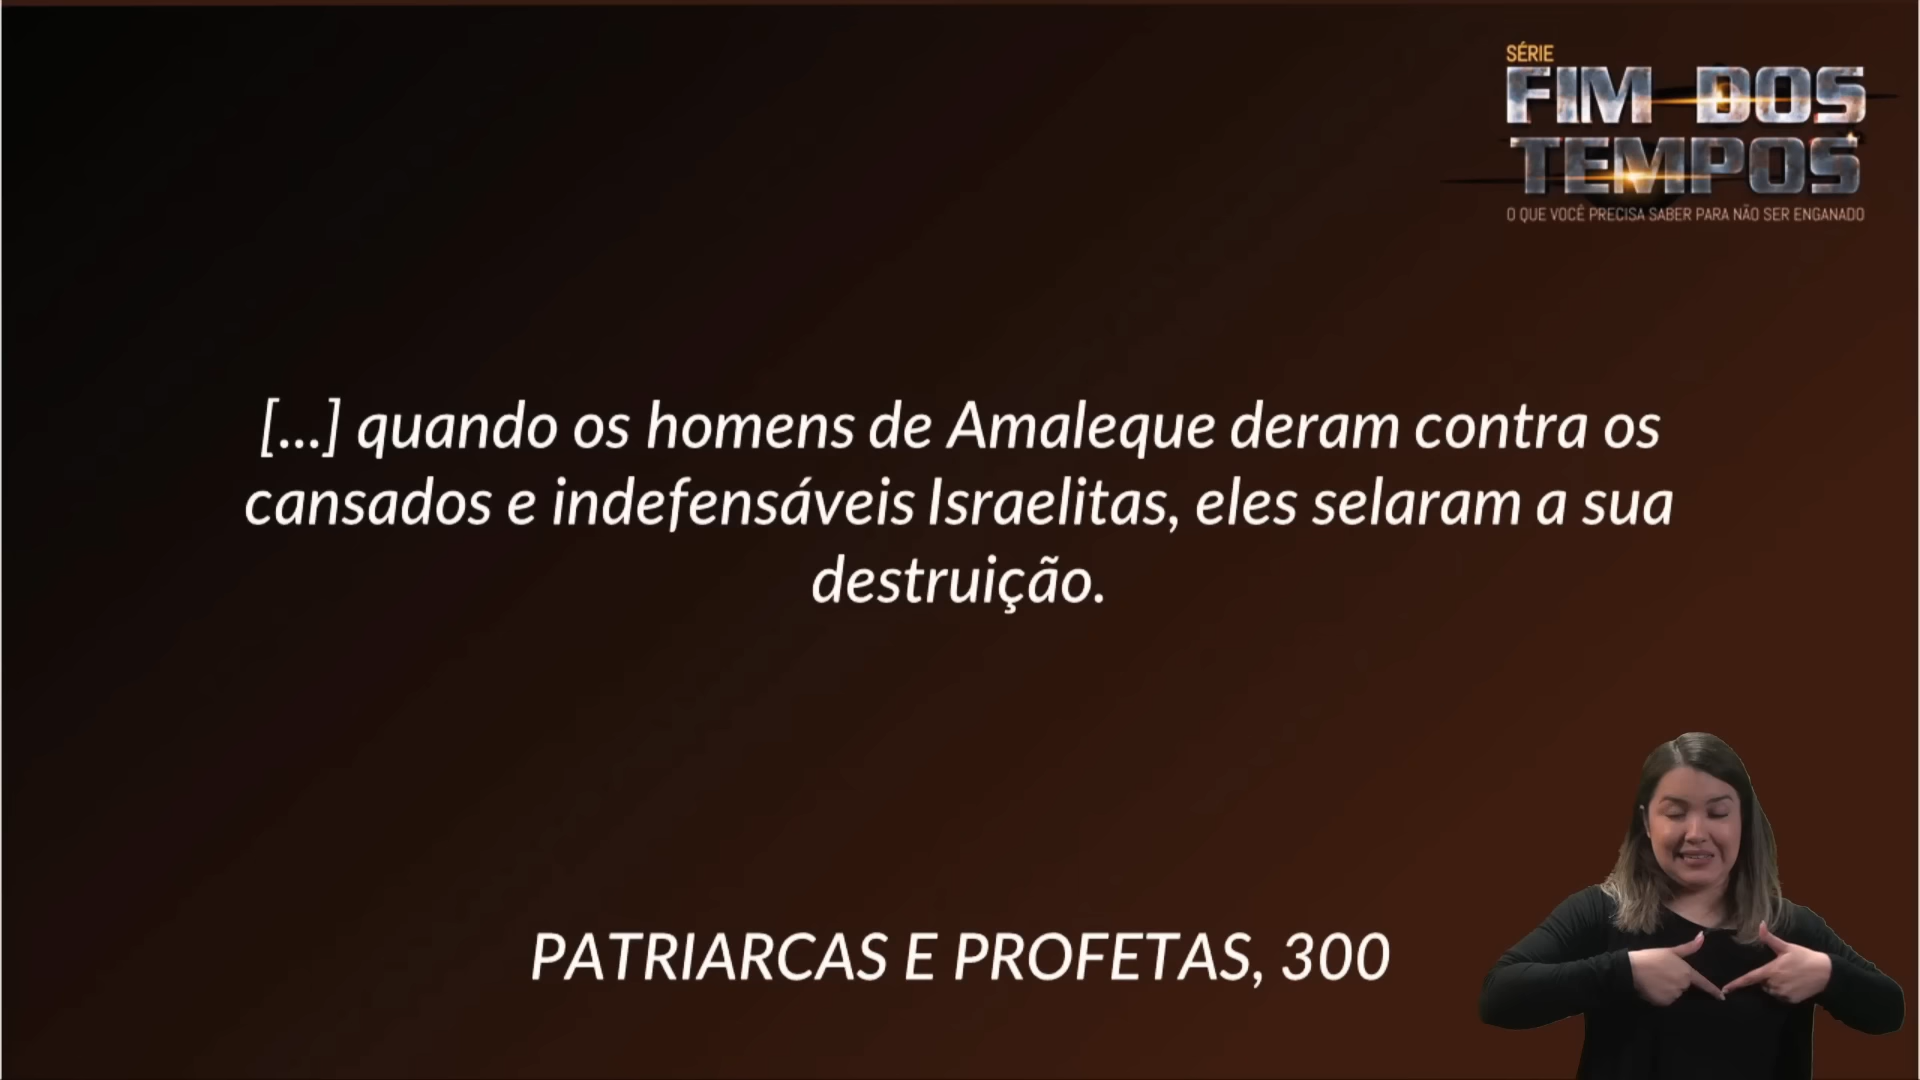 SÉRIE
FIM DOS
TEMPOS
O QUE VOCÊ PRECISA SABER PARA NÃO SER ENGANADO
[...] quando os homens de Amaleque deram contra os
cansados e indefensáveis Israelitas, eles selaram a sua
destruição.
PATRIARCAS E PROFETAS, 300